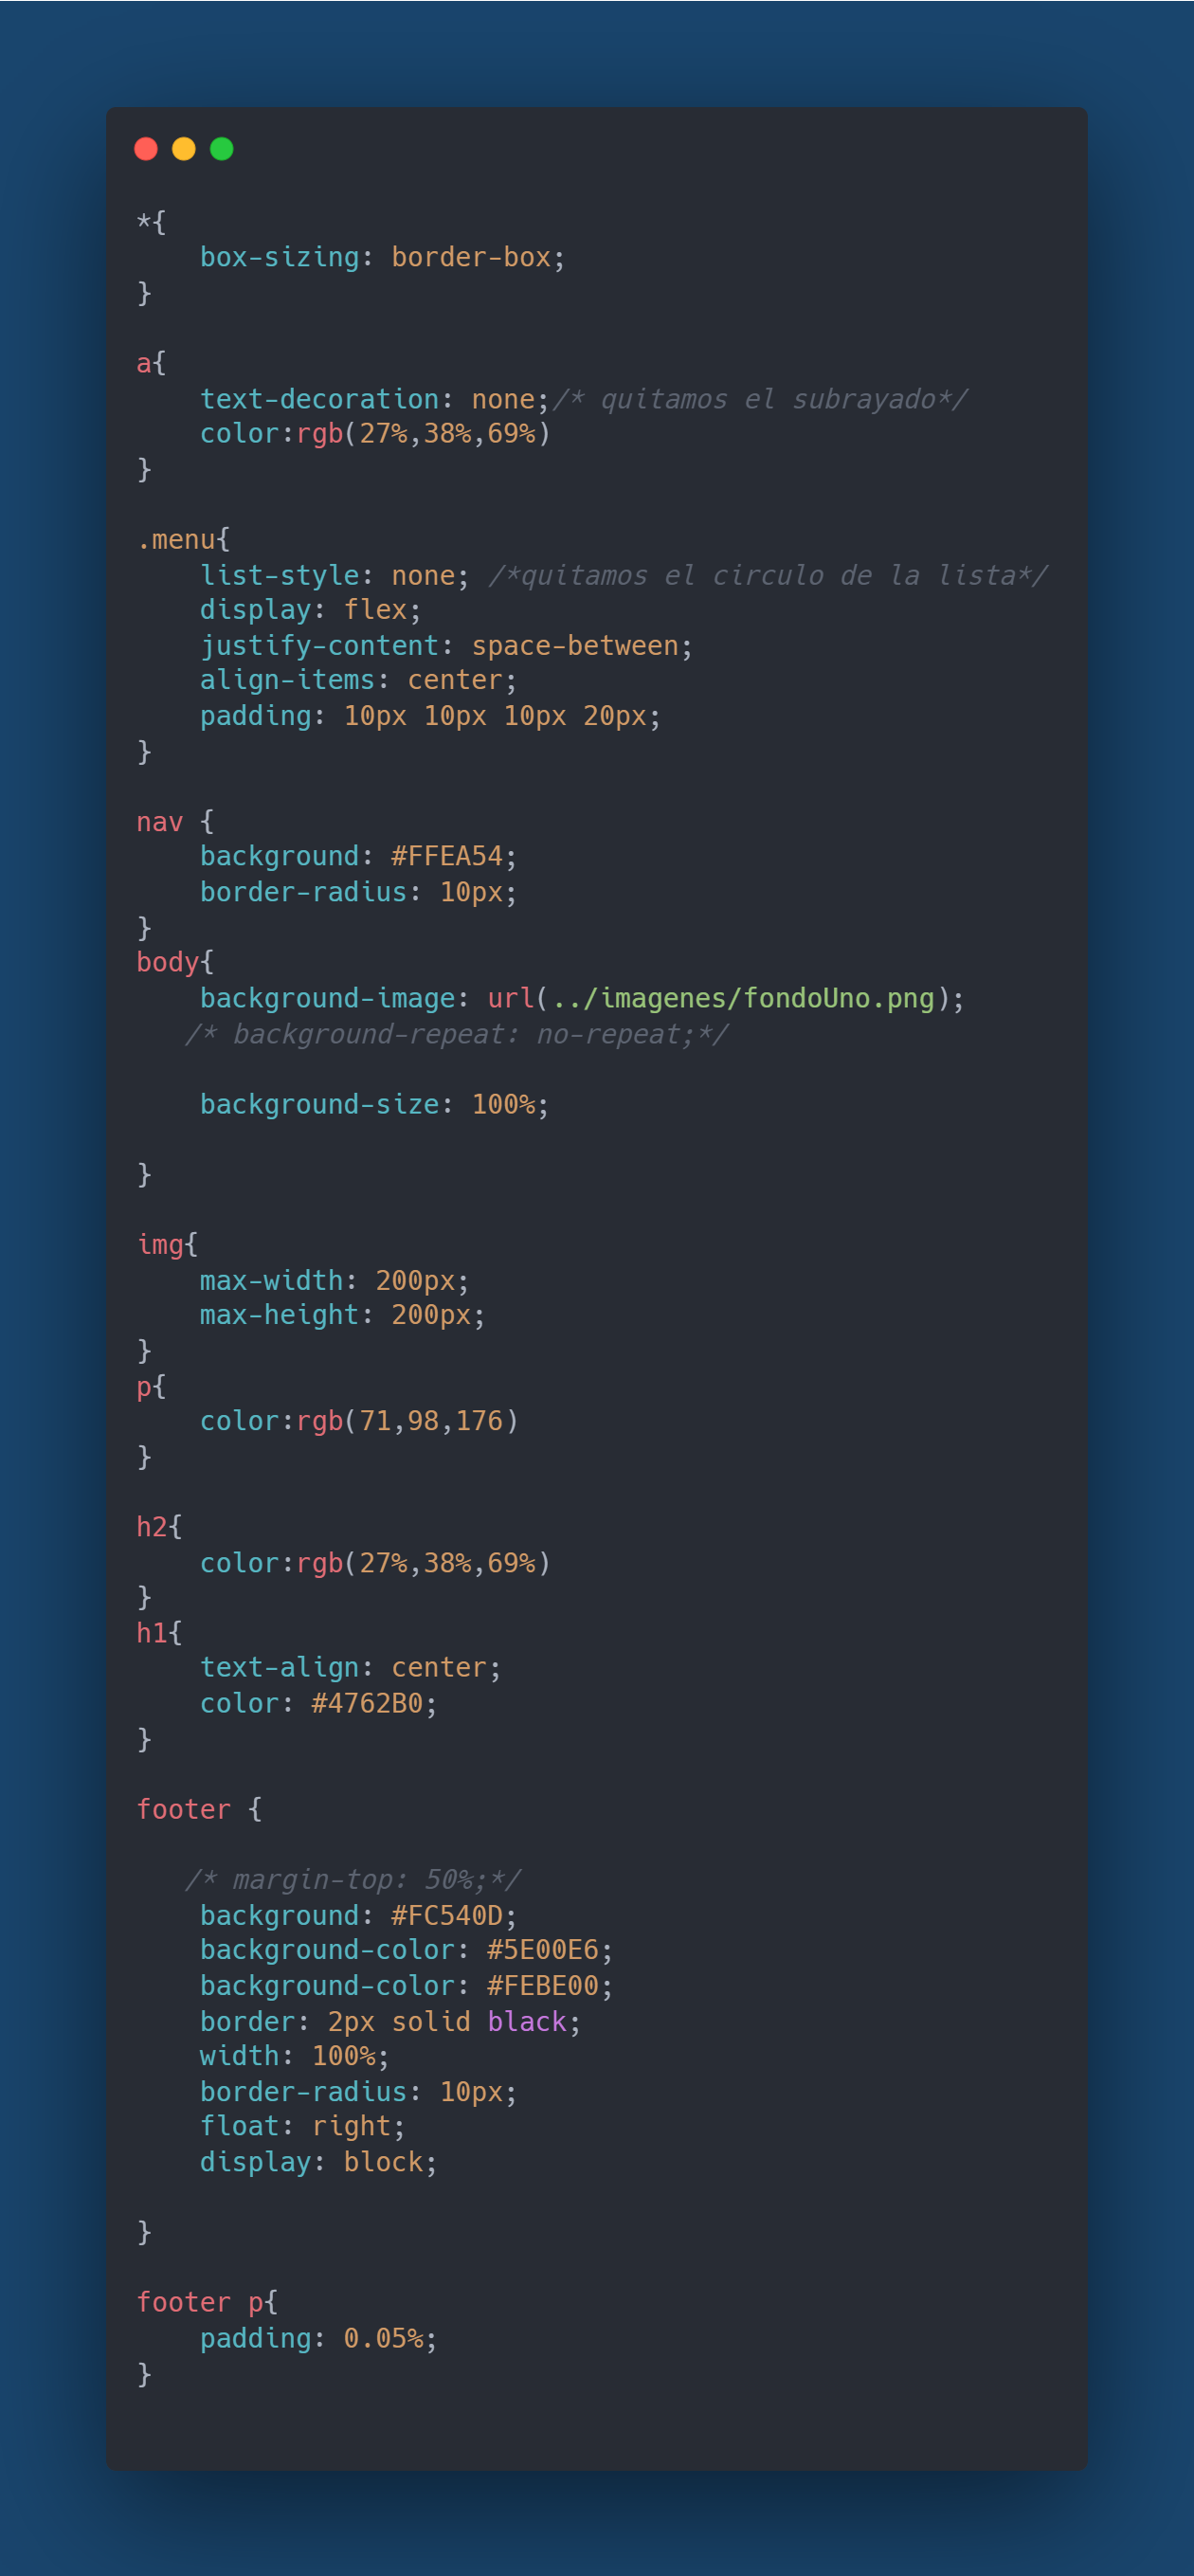 *{
    box-sizing: border-box;
}

a{
    text-decoration: none;/* quitamos el subrayado*/
    color:rgb(27%,38%,69%)
}

.menu{
    list-style: none; /*quitamos el circulo de la lista*/
    display: flex;
    justify-content: space-between;
    align-items: center;
    padding: 10px 10px 10px 20px;
}

nav {
    background: #FFEA54;
    border-radius: 10px;
}
body{
    background-image: url(../imagenes/fondoUno.png);
   /* background-repeat: no-repeat;*/

    background-size: 100%;

}

img{
    max-width: 200px;
    max-height: 200px;
}
p{
    color:rgb(71,98,176)
}

h2{
    color:rgb(27%,38%,69%)
}
h1{
    text-align: center;
    color: #4762B0;
}

footer {

   /* margin-top: 50%;*/
    background: #FC540D;
    background-color: #5E00E6;
    background-color: #FEBE00;
    border: 2px solid black;
    width: 100%;
    border-radius: 10px;
    float: right;
    display: block;

}

footer p{
    padding: 0.05%;
}